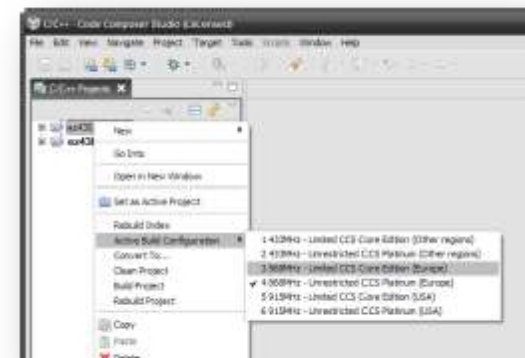 C/C++ - Code Composer Studio (Licensed)
File Edit View Navigate Project Target Tools Scripts Window Help
C/C++ Projects
New
Go Into
Open in New Window
Set as Active Project
Rebuild Index
Active Build Configuration
Convert To...
Clean Project
Build Project
Rebuild Project
Copy
Paste
Delete
1 433MHz - Limited CCS Core Edition (Other regions)
2 433MHz - Unrestricted CCS Platinum (Other regions)
3 868MHz - Limited CCS Core Edition (Europe)
4 868MHz - Unrestricted CCS Platinum (Europe)
5 915MHz - Limited CCS Core Edition (USA)
6 915MHz - Unrestricted CCS Platinum (USA)